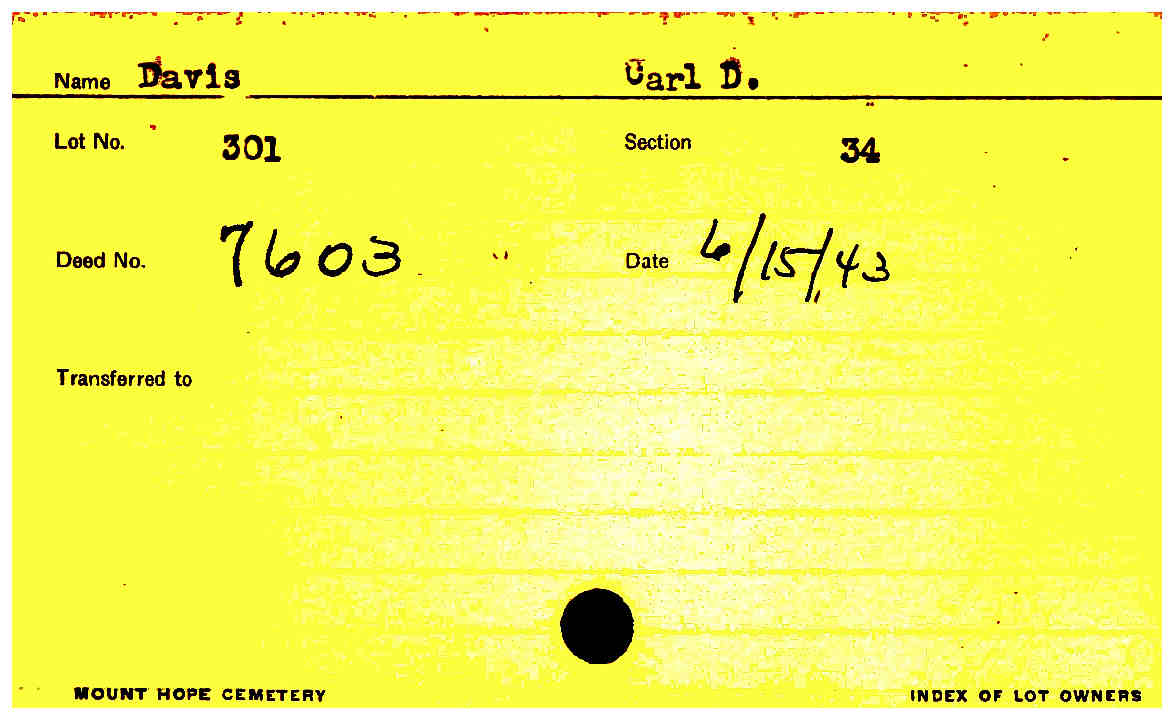 Name Davis Carl D.
Lot No. 301 Section 34
Deed No. 7603 Date 6/15/43
Transferred to
MOUNT HOPE CEMETERY INDEX OF LOT OWNERS